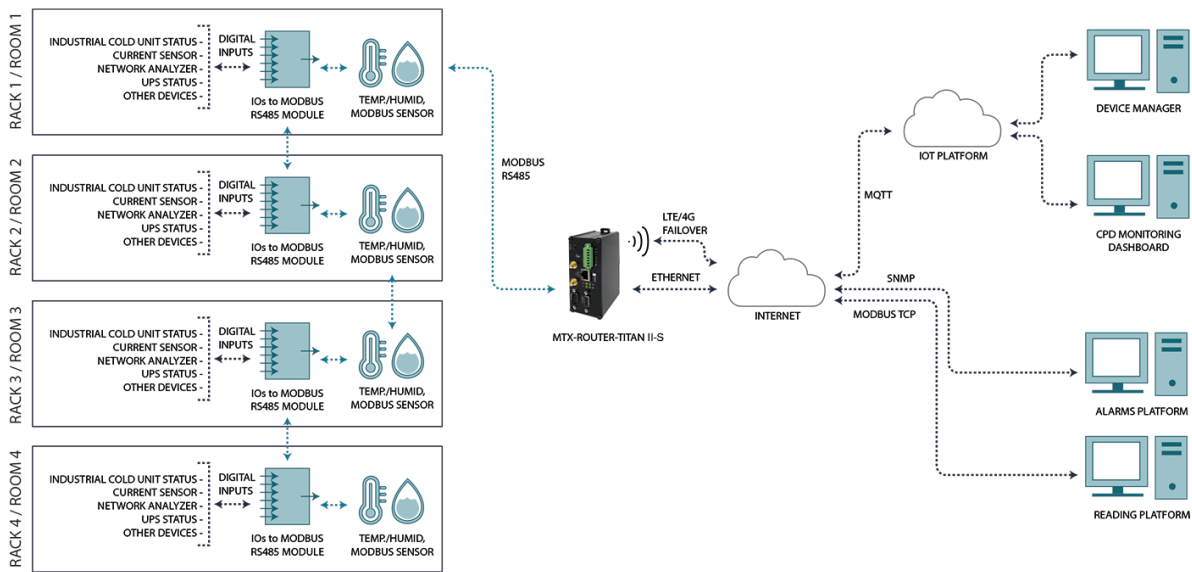 RACK 1 / ROOM 1
INDUSTRIAL COLD UNIT STATUS -
CURRENT SENSOR -
NETWORK ANALYZER -
UPS STATUS -
OTHER DEVICES -
DIGITAL
INPUTS
IOs to MODBUS
RS485 MODULE
TEMP./HUMID,
MODBUS SENSOR
RACK 2 / ROOM 2
INDUSTRIAL COLD UNIT STATUS -
CURRENT SENSOR -
NETWORK ANALYZER -
UPS STATUS -
OTHER DEVICES -
DIGITAL
INPUTS
IOs to MODBUS
RS485 MODULE
TEMP./HUMID,
MODBUS SENSOR
RACK 3 / ROOM 3
INDUSTRIAL COLD UNIT STATUS -
CURRENT SENSOR -
NETWORK ANALYZER -
UPS STATUS -
OTHER DEVICES -
DIGITAL
INPUTS
IOs to MODBUS
RS485 MODULE
TEMP./HUMID,
MODBUS SENSOR
RACK 4 / ROOM 4
INDUSTRIAL COLD UNIT STATUS -
CURRENT SENSOR -
NETWORK ANALYZER -
UPS STATUS -
OTHER DEVICES -
DIGITAL
INPUTS
IOs to MODBUS
RS485 MODULE
TEMP./HUMID,
MODBUS SENSOR
MODBUS
RS485
MTX-ROUTER-TITAN II-S
LTE/4G
FAILOVER
ETHERNET
INTERNET
MQTT
SNMP
MODBUS TCP
IOT PLATFORM
DEVICE MANAGER
CPD MONITORING
DASHBOARD
ALARMS PLATFORM
READING PLATFORM